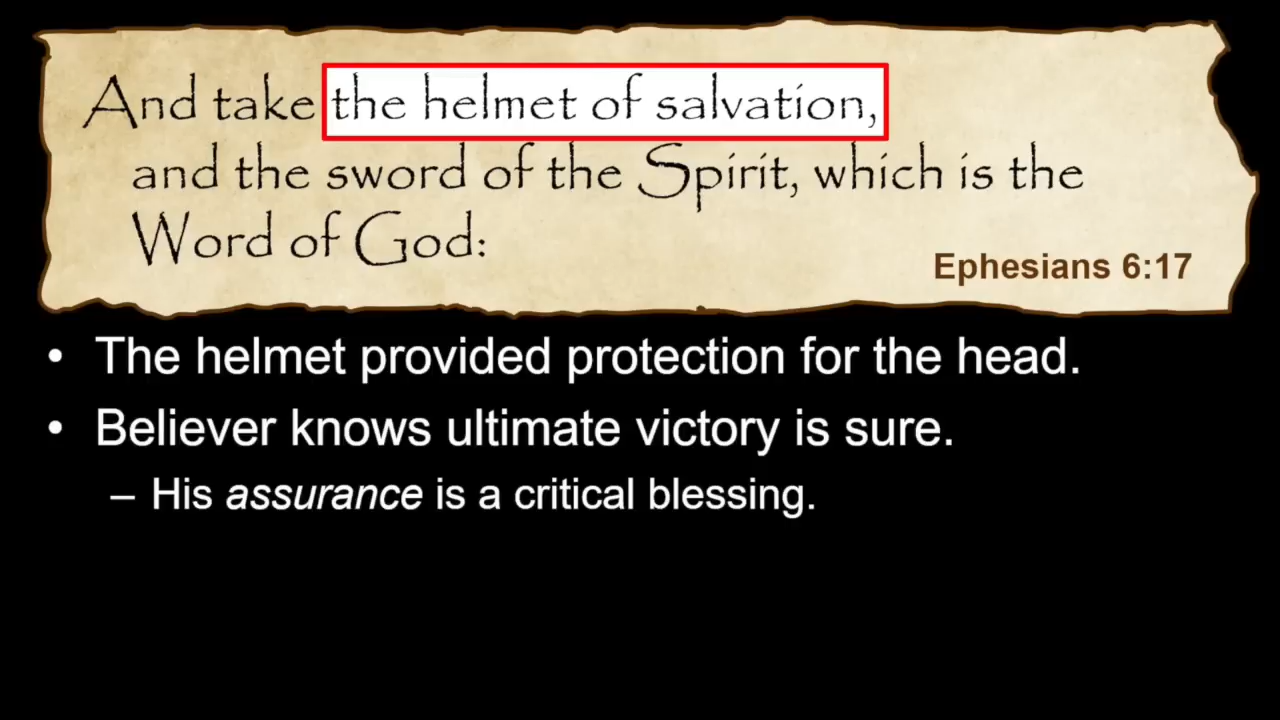 And take the helmet of salvation,
and the sword of the Spirit, which is the
Word of God:
Ephesians 6:17
• The helmet provided protection for the head.
• Believer knows ultimate victory is sure.
– His assurance is a critical blessing.